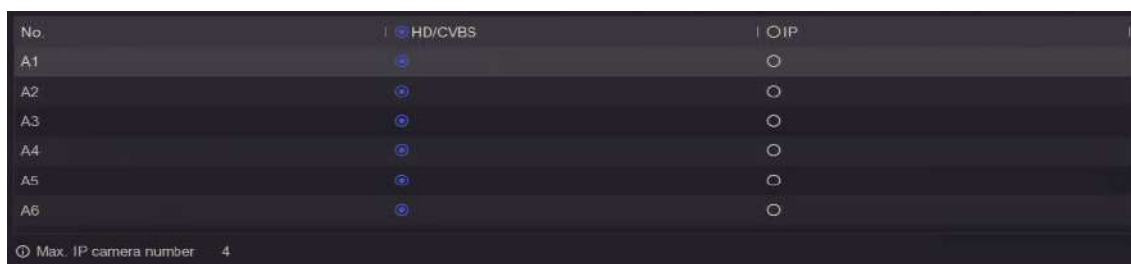 No. HD/CVBS IP
A1
A2
A3
A4
A5
A6
Max. IP camera number 4